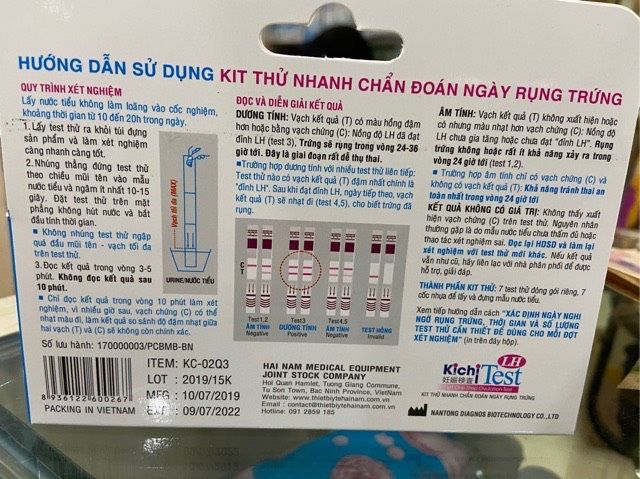 HƯỚNG DẪN SỬ DỤNG KIT THỬ NHANH CHẨN ĐOÁN NGÀY RỤNG TRỨNG
QUY TRÌNH XÉT NGHIỆM
Lấy nước tiểu không làm loãng vào cốc nghiệm,
khoảng thời gian từ 10 đến 20h trong ngày.
1. Lấy test thử ra khỏi túi đựng
sản phẩm và làm xét nghiệm
càng nhanh càng tốt.
2. Nhúng thẳng đứng test thử
theo chiều mũi tên vào mẫu
nước tiểu và ngâm ít nhất 10-15
giây. Đặt test thử trên mặt
phẳng không hút nước và bắt
đầu tính thời gian.
• Không nhúng test thử ngập
quá đầu mũi tên - vạch tối đa
trên test thử.
3. Đọc kết quả trong vòng 3-5
phút. Không đọc kết quả sau
10 phút.
• Chỉ đọc kết quả trong vòng 10 phút làm xét
nghiệm, vì nhiều giờ sau, vạch chứng (C) có thể
nhạt màu đi, làm kết quả so sánh độ đậm nhạt giữa
hai vạch (T) và (C) sẽ không còn chính xác.
Số lưu hành: 170000003/PCBMB-BN
Vạch tối đa (MAX)
URINE/NƯỚC TIỂU
ĐỌC VÀ DIỄN GIẢI KẾT QUẢ
DƯƠNG TÍNH: Vạch kết quả (T) có màu hồng đậm
hơn hoặc bằng vạch chứng (C): Nồng độ LH đã đạt
đỉnh LH (test 3). Trứng sẽ rụng trong vòng 24-36
giờ tới. Đây là giai đoạn rất dễ thụ thai.
•Trường hợp dương tính với nhiều test thử liên tiếp:
Test thử nào có vạch kết quả (T) đậm nhất chính là
"đỉnh LH". Sau khi đạt đỉnh LH, ngày tiếp theo, vạch
kết quả (T) sẽ nhạt đi (test 4,5), cho biết trứng đã
rụng.
C
T
Test1,2
ÂM TÍNH
Negative
Test3
DƯƠNG TÍNH
Positive
Test4,5
ÂM TÍNH
Negative
TEST HỎNG
Invalid
ÂM TÍNH: Vạch kết quả (T) không xuất hiện hoặc
có nhưng màu nhạt hơn vạch chứng (C): Nồng độ
LH chưa gia tăng hoặc chưa đạt "đỉnh LH". Rụng
trứng không hoặc rất ít khả năng xảy ra trong
vòng 24 giờ tới (test 1,2).
• Trường hợp âm tính chỉ có vạch chứng (C) và
không có vạch kết quả (T): Khả năng tránh thai an
toàn nhất trong vòng 24 giờ tới
KẾT QUẢ KHÔNG CÓ GIÁ TRỊ: Không thấy xuất
hiện vạch chứng (C) trên test thử. Nguyên nhân
thường gặp là do mẫu nước tiểu chưa thấm đủ hoặc
thao tác xét nghiệm sai. Đọc lại HDSD và làm lại
xét nghiệm với test thử mới khác. Nếu kết quả
vẫn như cũ, hãy liên lạc với nhà phân phối để được
hỗ trợ, giải đáp.
THÀNH PHẦN KIT THỬ: 7 test thử đóng gói riêng, 7
cốc nhựa để lấy và đựng mẫu nước tiểu.
Xem tiếp hướng dẫn cách "XÁC ĐỊNH NGÀY NGHI
NGỜ RỤNG TRỨNG, THỜI GIAN VÀ SỐ LƯỢNG
TEST THỬ CẦN THIẾT ĐỂ DÙNG CHO MỖI ĐỢT
XÉT NGHIỆM" (in trên đáy hộp).
8 936122 600267
PACKING IN VIETNAM
ITEM: KC-02Q3
LOT : 2019/15K
MFG : 10/07/2019
EXP : 09/07/2022
HAI NAM MEDICAL EQUIPMENT
JOINT STOCK COMPANY
Hoi Quan Hamlet, Tuong Giang Commune,
Tu Son Town, Bac Ninh Province, VietNam
Website: www.thietbiytehainam.com.vn
Email : contact@thietbiytehainam.com.vn
Hotline: 091 2859 185
Kichi Test LH
妊娠検査
LH One Step Ovulation Test
KIT THỬ NHANH CHẨN ĐOÁN NGÀY RỤNG TRỨNG
NANTONG DIAGNOS BIOTECHNOLOGY CO.,LTD